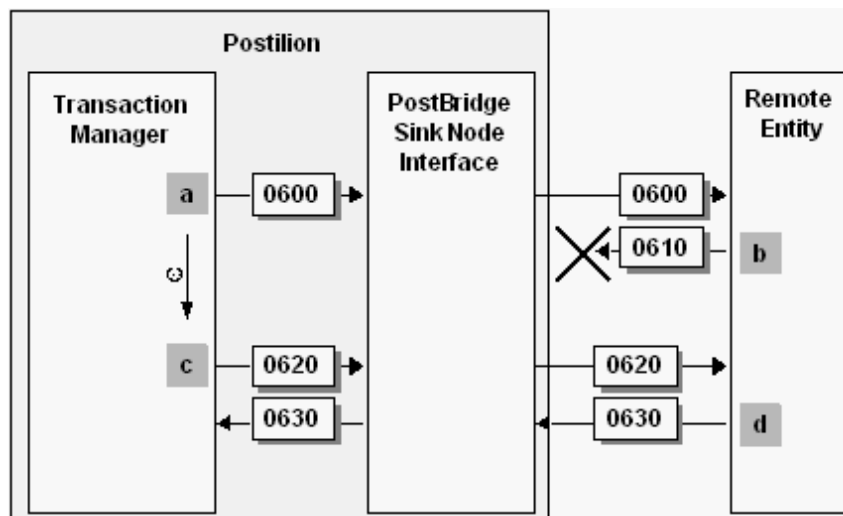 Postilion
Transaction
Manager
PostBridge
Sink Node
Interface
Remote
Entity
a
0600
0600
0610
b
c
0620
0620
0630
0630
d